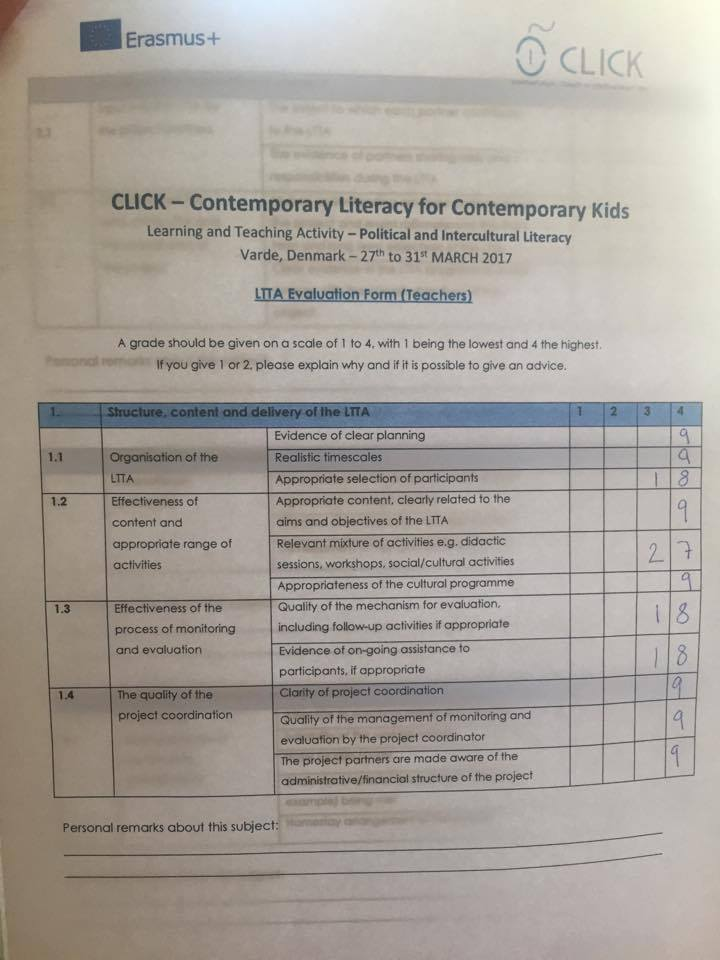 Erasmus+
CLICK
CLICK – Contemporary Literacy for Contemporary Kids
Learning and Teaching Activity – Political and Intercultural Literacy
Varde, Denmark – 27th to 31st MARCH 2017
LTTA Evaluation Form (Teachers)
A grade should be given on a scale of 1 to 4, with 1 being the lowest and 4 the highest.
If you give 1 or 2, please explain why and if it is possible to give an advice.
1. Structure, content and delivery of the LTTA 1 2 3 4
Evidence of clear planning 9
1.1 Organisation of the Realistic timescales 9
LTTA Appropriate selection of participants 1 8
1.2 Effectiveness of Appropriate content, clearly related to the
content and aims and objectives of the LTTA 9
appropriate range of Relevant mixture of activities e.g. didactic
activities sessions, workshops, social/cultural activities 2 7
Appropriateness of the cultural programme 9
1.3 Effectiveness of the Quality of the mechanism for evaluation,
process of monitoring including follow-up activities if appropriate 1 8
and evaluation Evidence of on-going assistance to
participants, if appropriate 1 8
1.4 The quality of the Clarity of project coordination 9
project coordination Quality of the management of monitoring and
evaluation by the project coordinator 9
The project partners are made aware of the
administrative/financial structure of the project 9
Personal remarks about this subject: